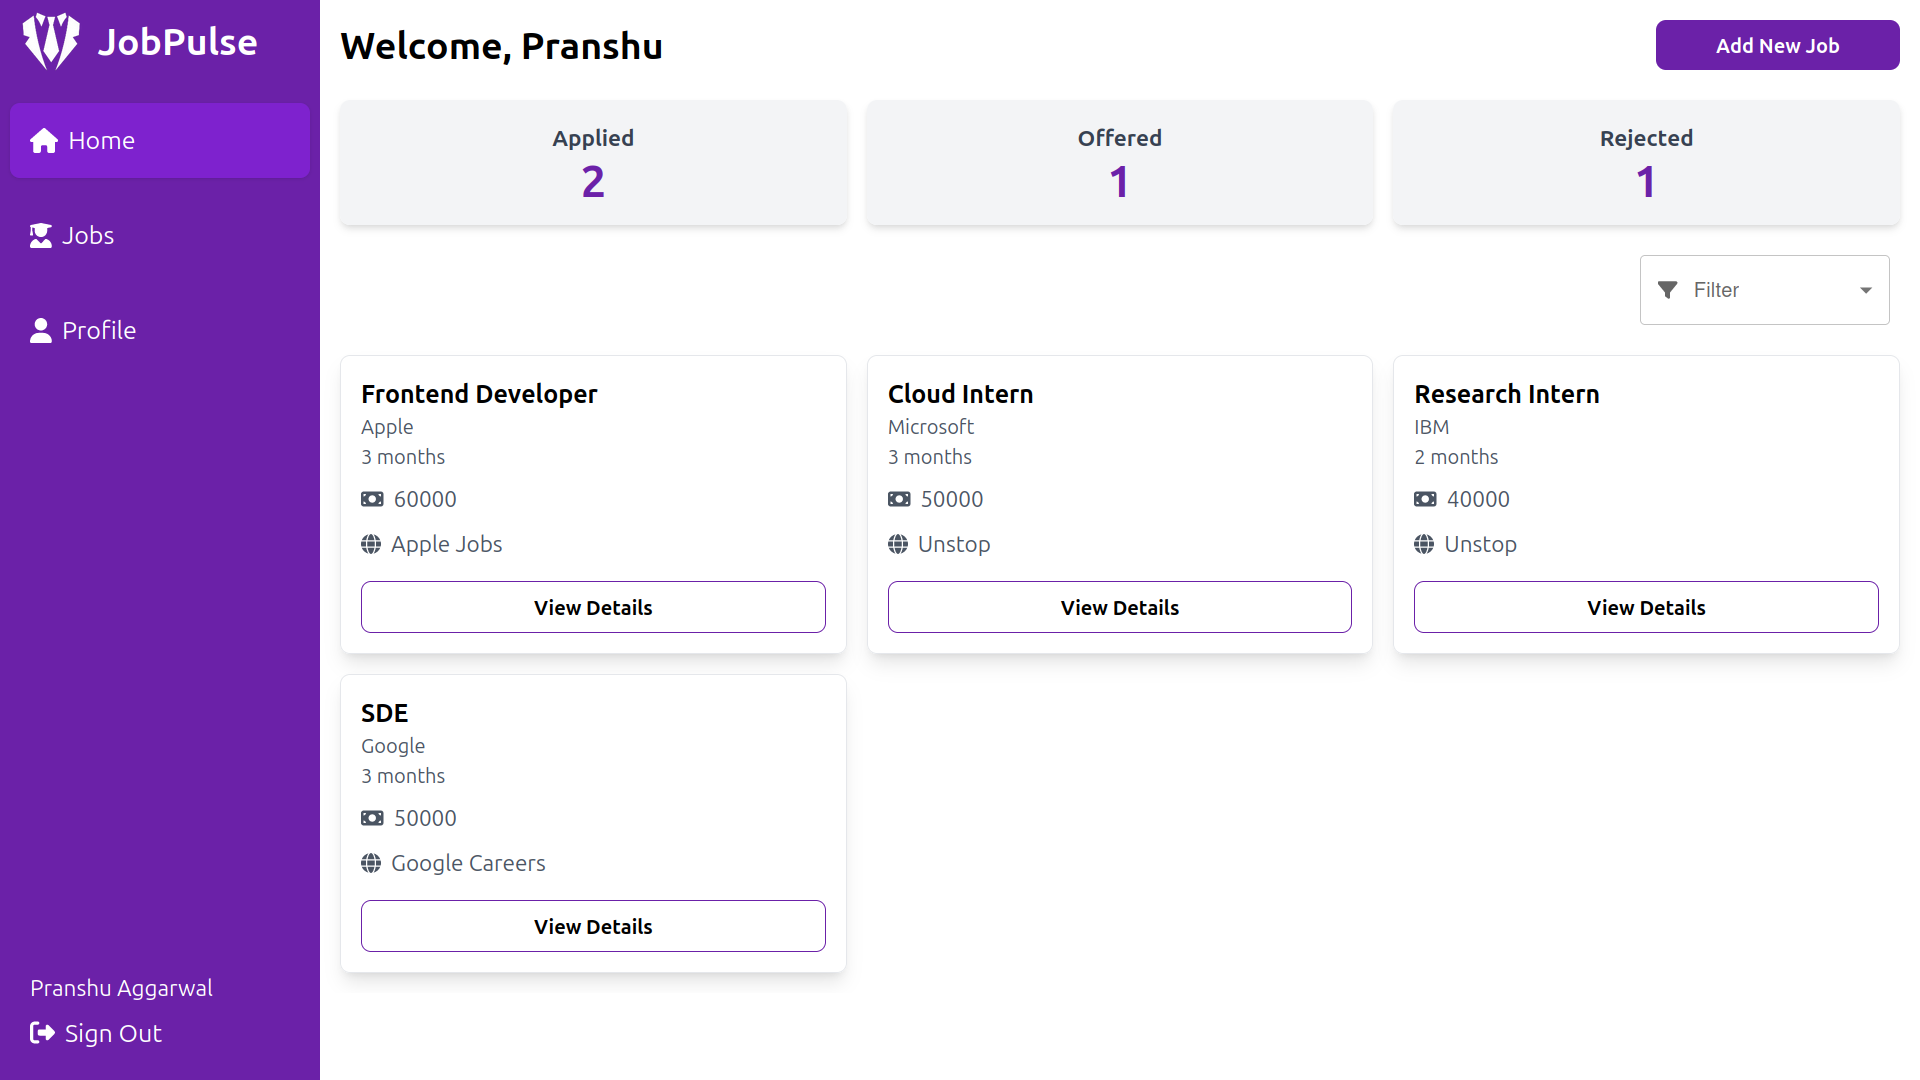 JobPulse
Home
Jobs
Profile
Pranshu Aggarwal
Sign Out
Welcome, Pranshu
Add New Job
Applied
2
Offered
1
Rejected
1
Filter
Frontend Developer
Apple
3 months
60000
Apple Jobs
View Details
Cloud Intern
Microsoft
3 months
50000
Unstop
View Details
Research Intern
IBM
2 months
40000
Unstop
View Details
SDE
Google
3 months
50000
Google Careers
View Details